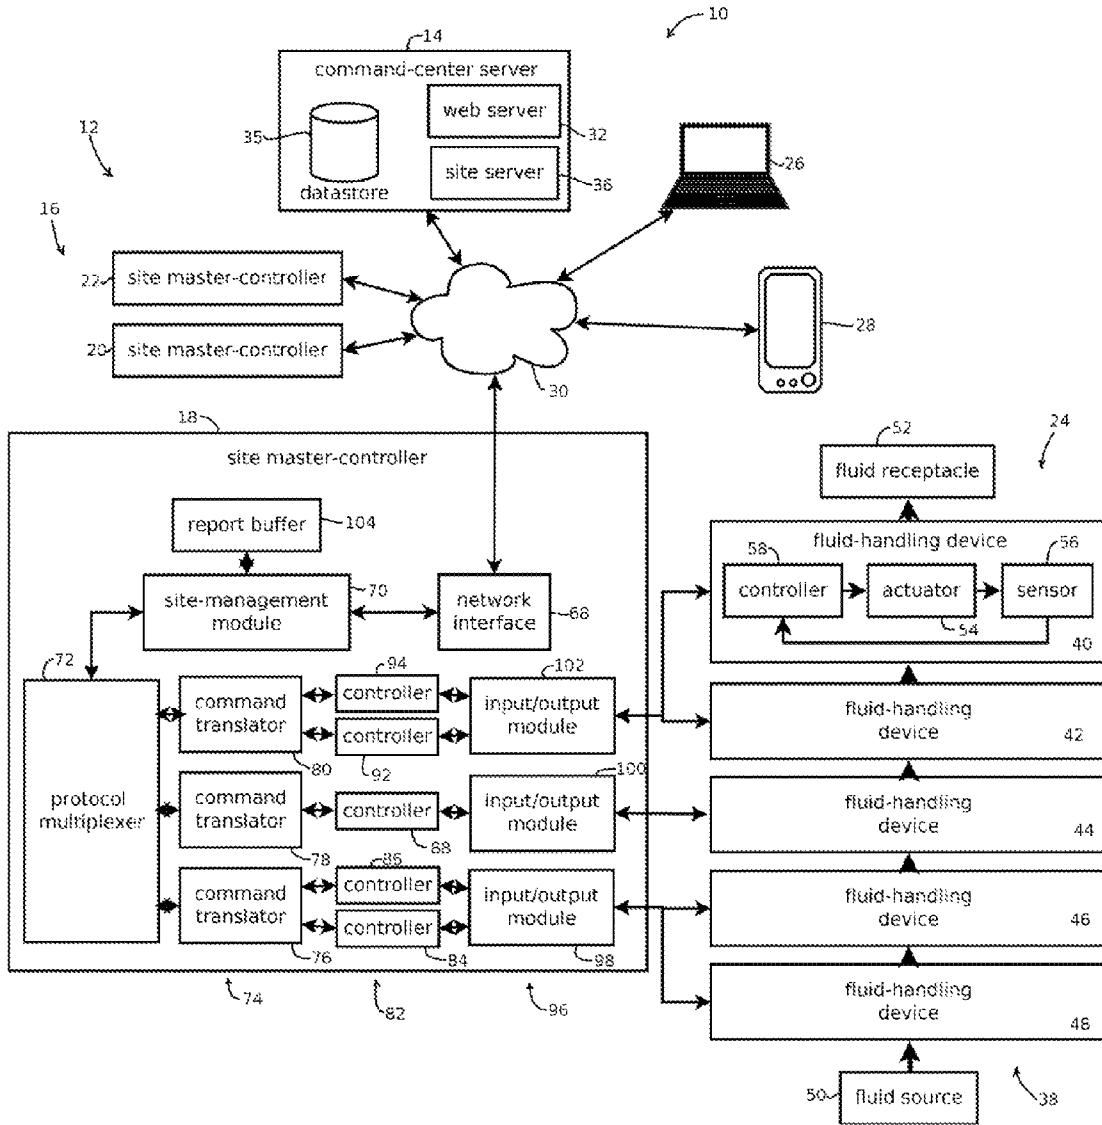 10
14
command-center server
12
35
web server
32
datastore
site server
36
26
16
22
site master-controller
20
site master-controller
30
28
18
site master-controller
report buffer
104
site-management
module
70
network
interface
68
72
protocol
multiplexer
command
translator
80
94
controller
controller
92
102
input/output
module
command
translator
78
controller
68
100
input/output
module
command
translator
76
86
controller
controller
84
input/output
module
98
74
82
96
24
52
fluid receptacle
fluid-handling device
58
controller
actuator
54
56
sensor
40
fluid-handling
device
42
fluid-handling
device
44
fluid-handling
device
46
fluid-handling
device
48
50
fluid source
38